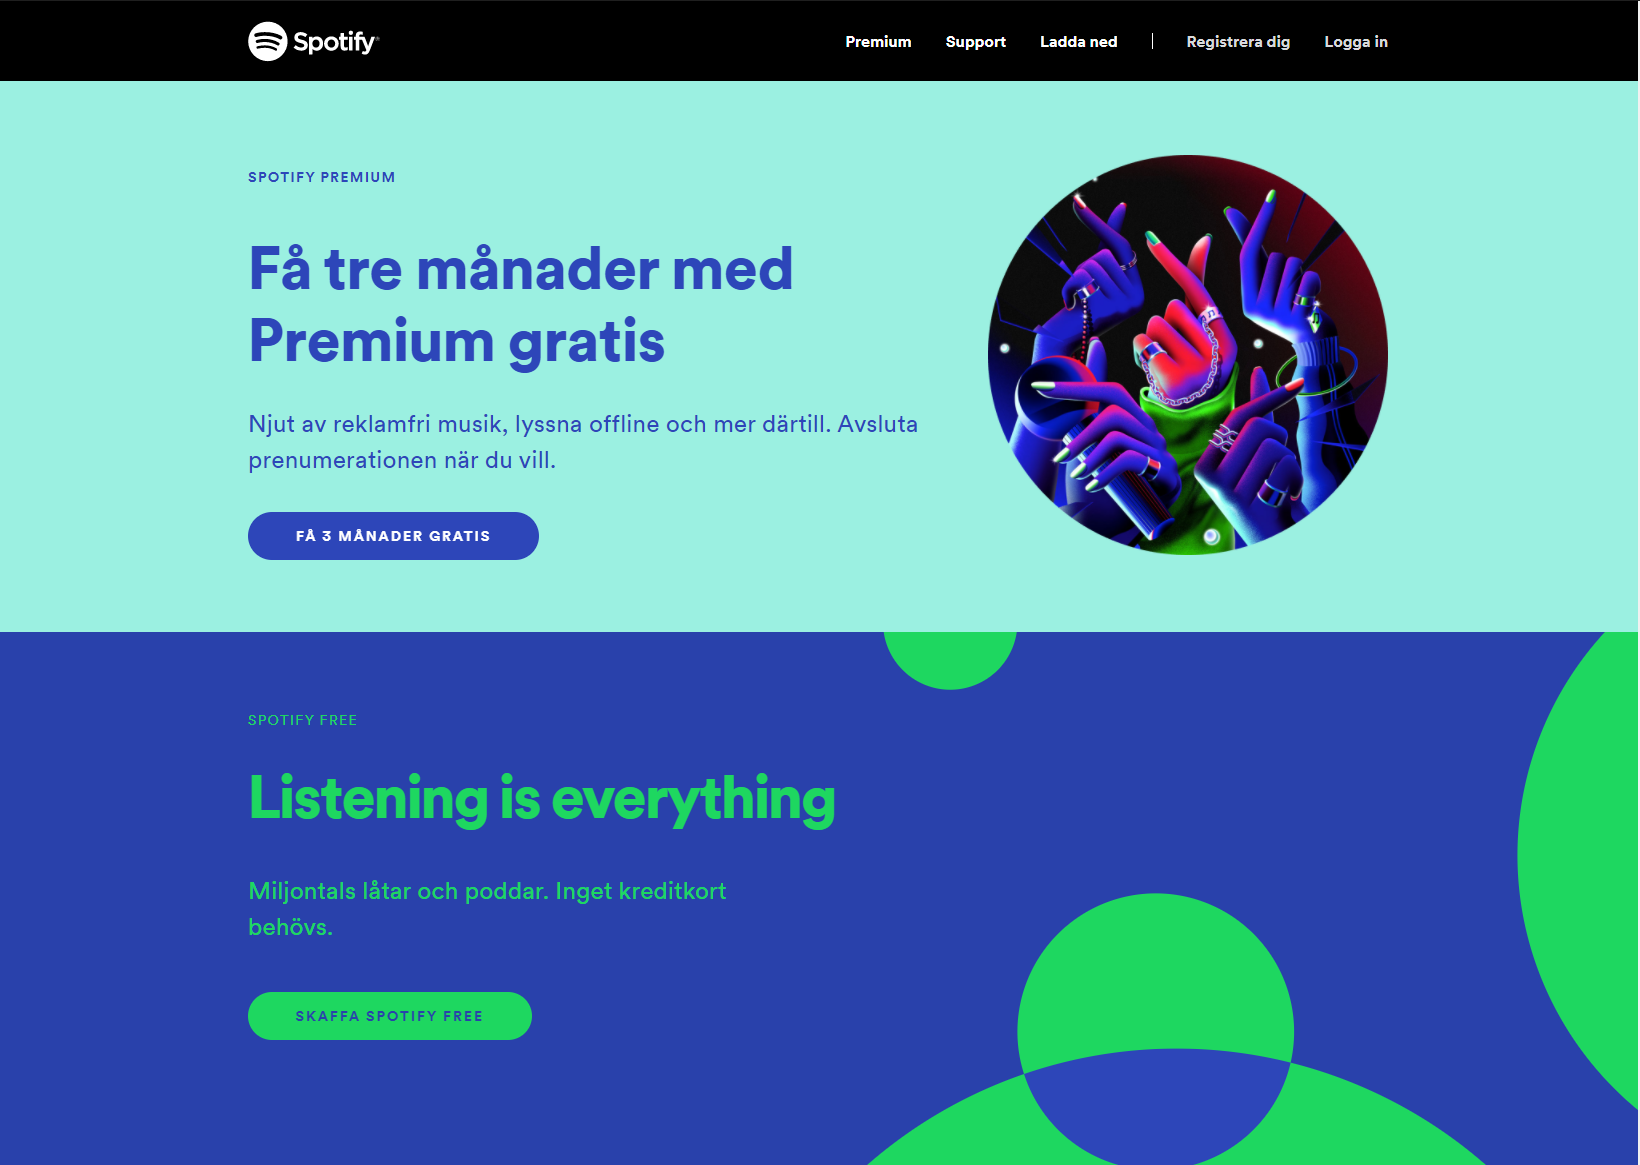 Spotify
Premium
Support
Ladda ned
Registrera dig
Logga in
SPOTIFY PREMIUM
Få tre månader med
Premium gratis
Njut av reklamfri musik, lyssna offline och mer därtill. Avsluta
prenumerationen när du vill.
FÅ 3 MÅNADER GRATIS
SPOTIFY FREE
Listening is everything
Miljontals låtar och poddar. Inget kreditkort
behövs.
SKAFFA SPOTIFY FREE